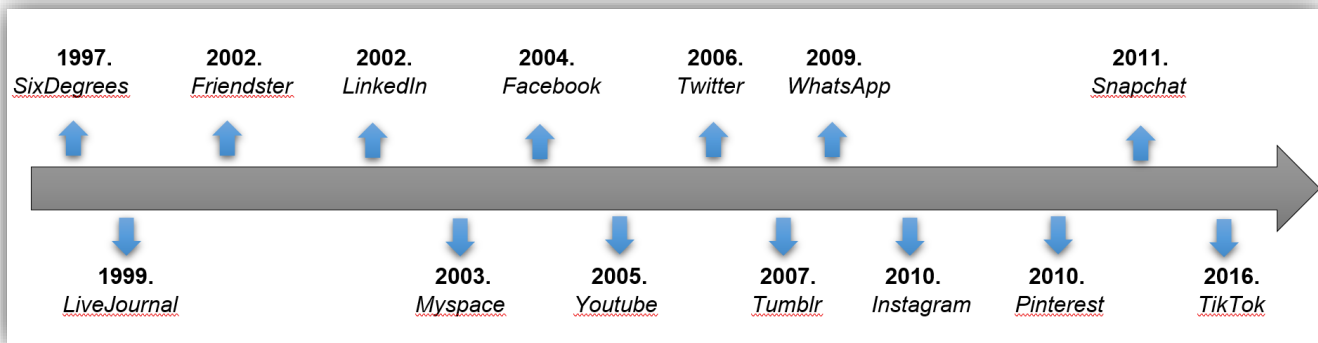 1997.
SixDegrees
2002.
Friendster
2002.
LinkedIn
2004.
Facebook
2006.
Twitter
2009.
WhatsApp
2011.
Snapchat
1999.
LiveJournal
2003.
Myspace
2005.
Youtube
2007.
Tumblr
2010.
Instagram
2010.
Pinterest
2016.
TikTok